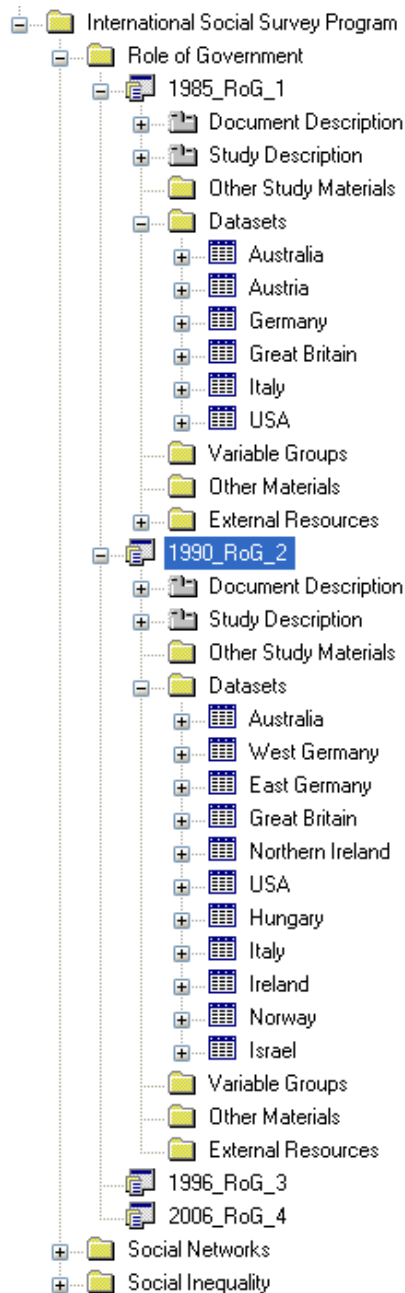 International Social Survey Program
Role of Government
1985_RoG_1
Document Description
Study Description
Other Study Materials
Datasets
Australia
Austria
Germany
Great Britain
Italy
USA
Variable Groups
Other Materials
External Resources
1990_RoG_2
Document Description
Study Description
Other Study Materials
Datasets
Australia
West Germany
East Germany
Great Britain
Northern Ireland
USA
Hungary
Italy
Ireland
Norway
Israel
Variable Groups
Other Materials
External Resources
1996_RoG_3
2006_RoG_4
Social Networks
Social Inequality